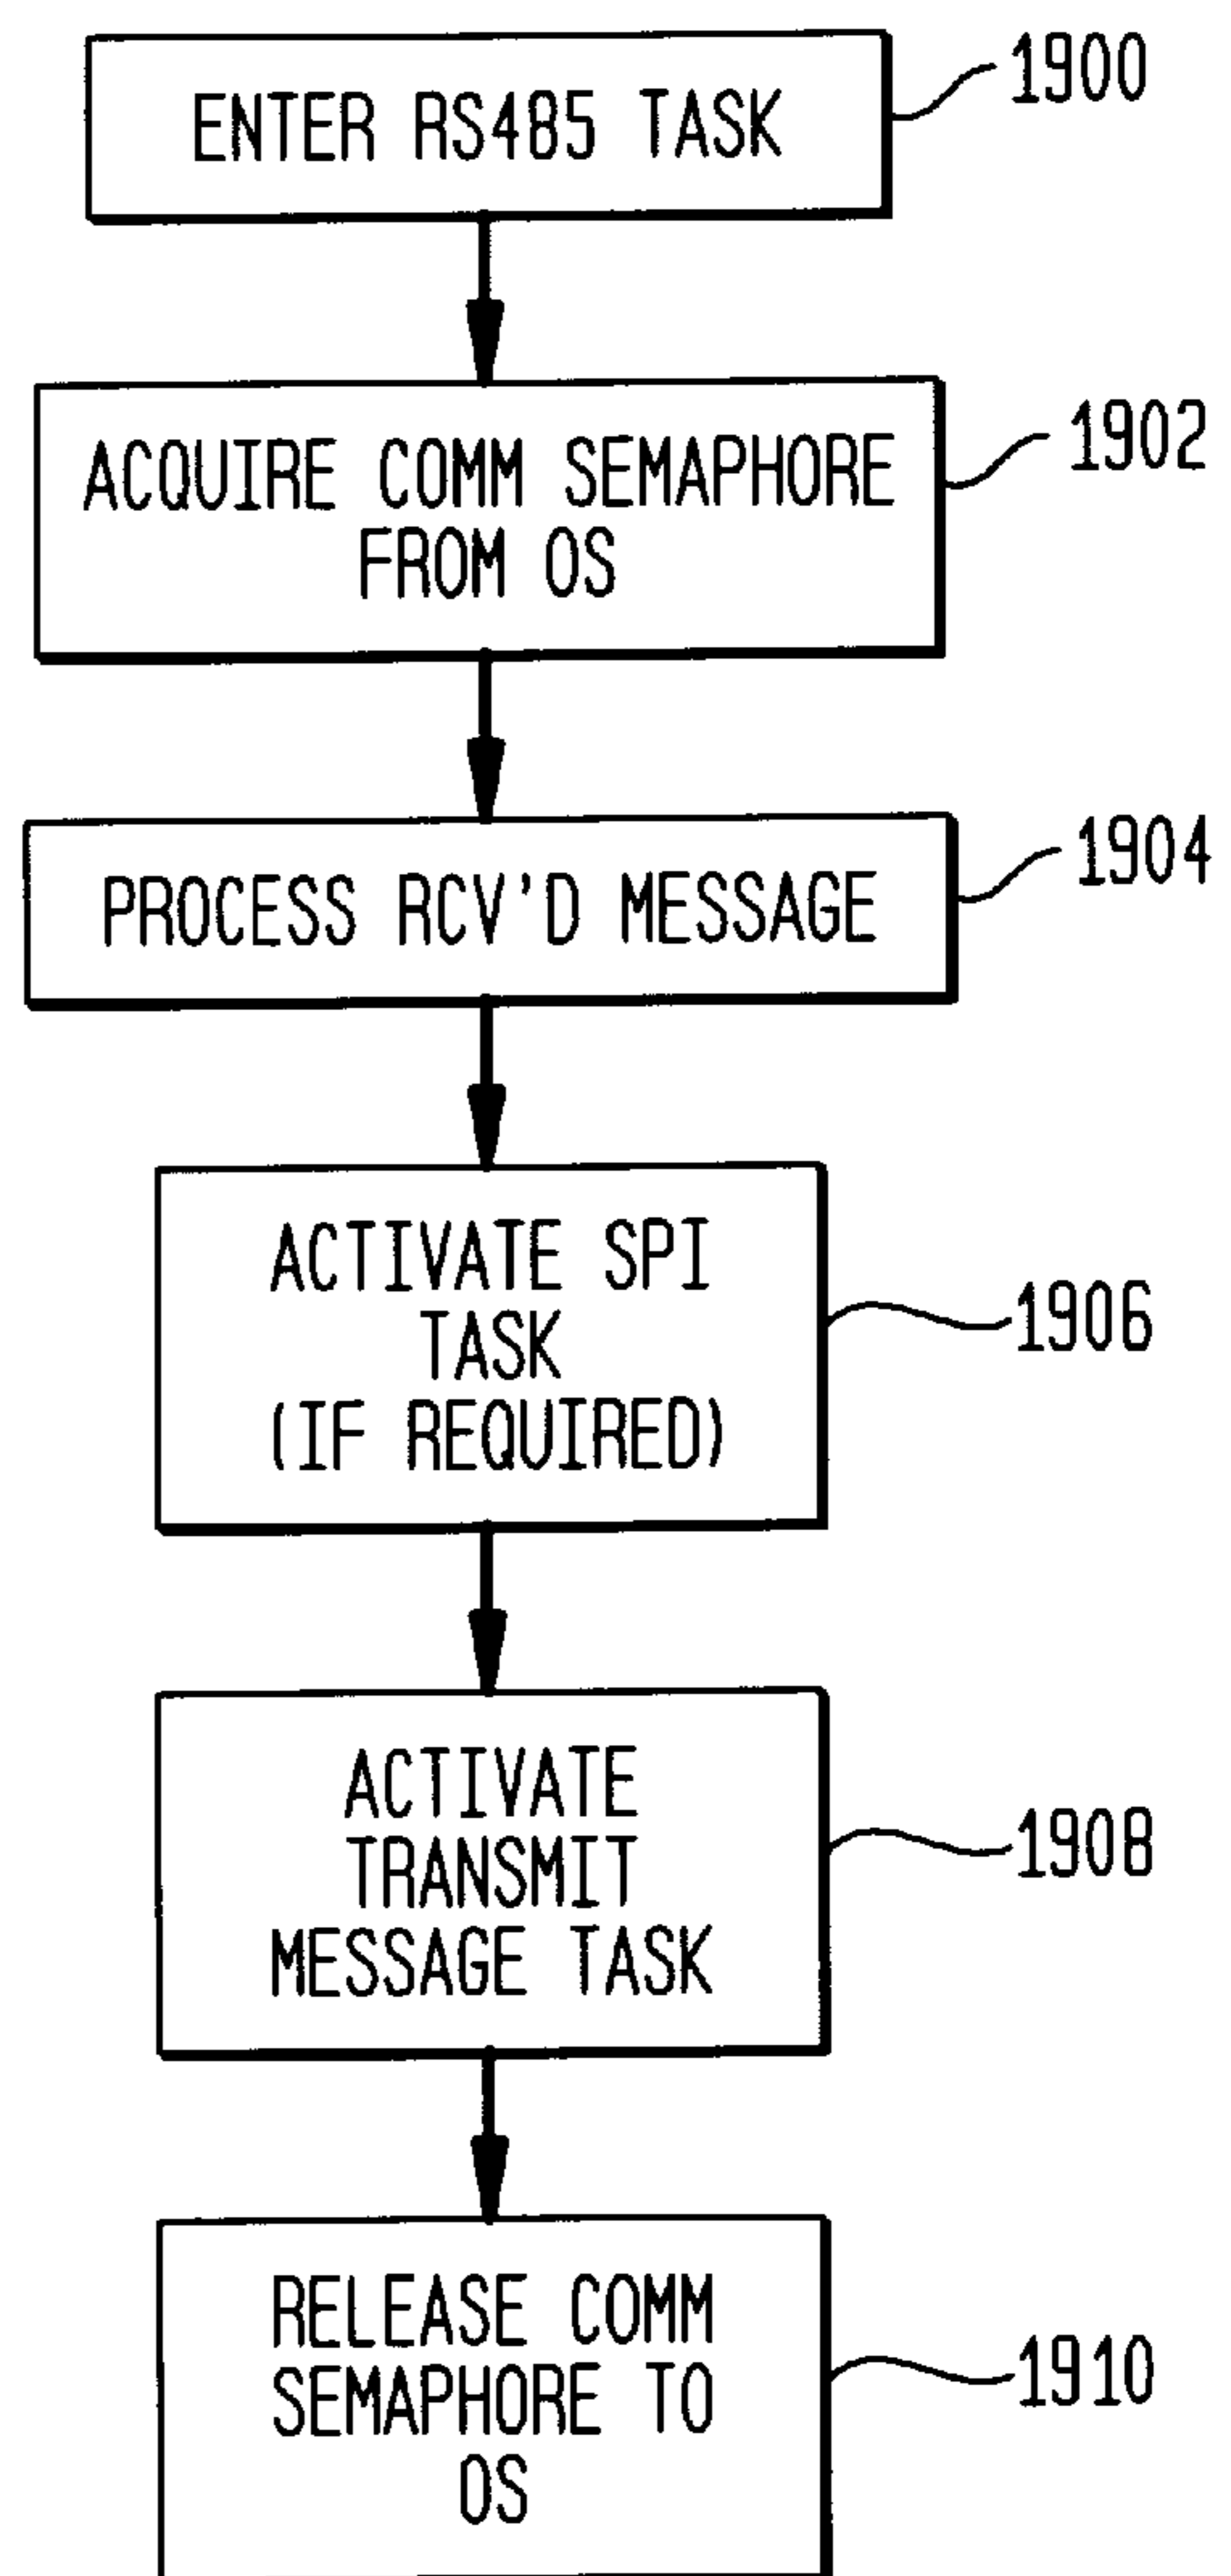 ENTER RS485 TASK
1900
ACQUIRE COMM SEMAPHORE
FROM OS
1902
PROCESS RCV'D MESSAGE
1904
ACTIVATE SPI
TASK
(IF REQUIRED)
1906
ACTIVATE
TRANSMIT
MESSAGE TASK
1908
RELEASE COMM
SEMAPHORE TO
OS
1910